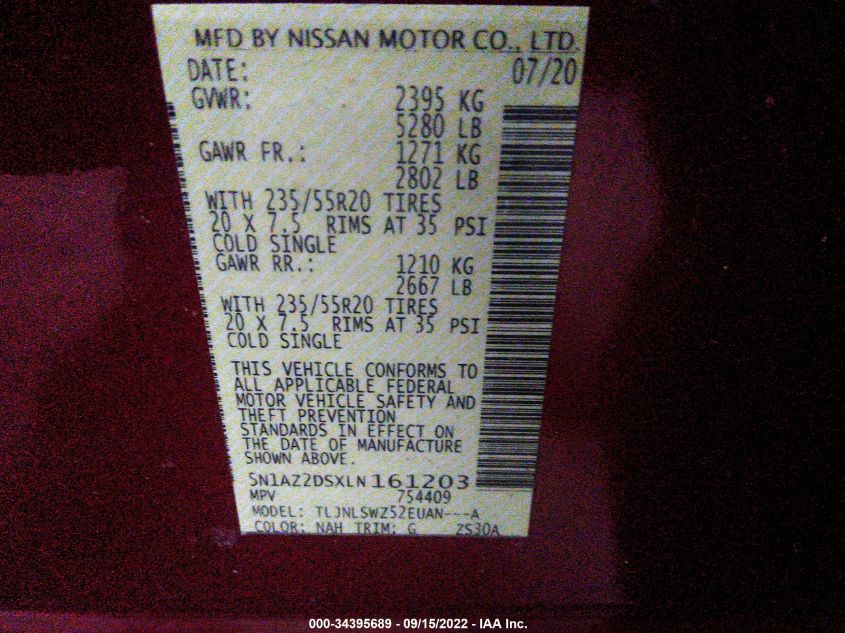 MFD BY NISSAN MOTOR CO., LTD.
DATE: 07/20
GVWR: 2395 KG
5280 LB
GAWR FR.: 1271 KG
2802 LB
WITH 235/55R20 TIRES
20 X 7.5 RIMS AT 35 PSI
COLD SINGLE
GAWR RR.: 1210 KG
2667 LB
WITH 235/55R20 TIRES
20 X 7.5 RIMS AT 35 PSI
COLD SINGLE
THIS VEHICLE CONFORMS TO
ALL APPLICABLE FEDERAL
MOTOR VEHICLE SAFETY AND
THEFT PREVENTION
STANDARDS IN EFFECT ON
THE DATE OF MANUFACTURE
SHOWN ABOVE.
5N1AZ2DSXLN161203
MPV 754409
MODEL: TLJNLSWZ52EUAN---A
COLOR: NAH TRIM: G ZS30A
000-34395689 - 09/15/2022 - IAA Inc.